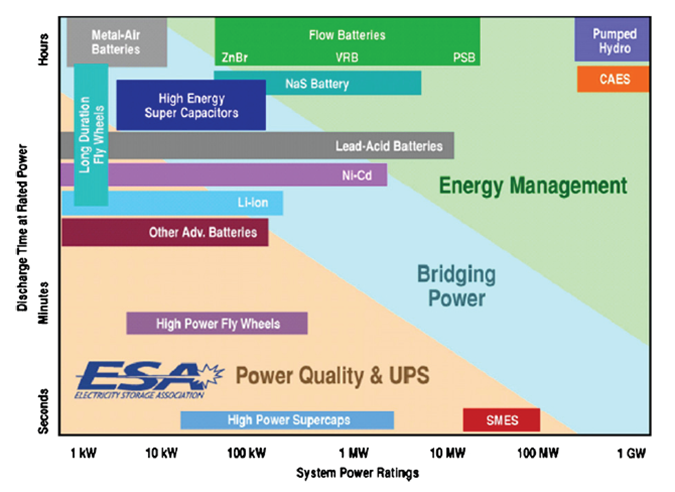 Hours
Minutes
Seconds
Discharge Time at Rated Power
Metal-Air
Batteries
Flow Batteries
ZnBr VRB PSB
Pumped
Hydro
NaS Battery
CAES
High Energy
Super Capacitors
Long Duration
Fly Wheels
Lead-Acid Batteries
Ni-Cd
Li-ion
Other Adv. Batteries
Energy Management
Bridging
Power
High Power Fly Wheels
ESA
ELECTRICITY STORAGE ASSOCIATION
Power Quality & UPS
High Power Supercaps
SMES
1 kW 10 kW 100 kW 1 MW 10 MW 100 MW 1 GW
System Power Ratings